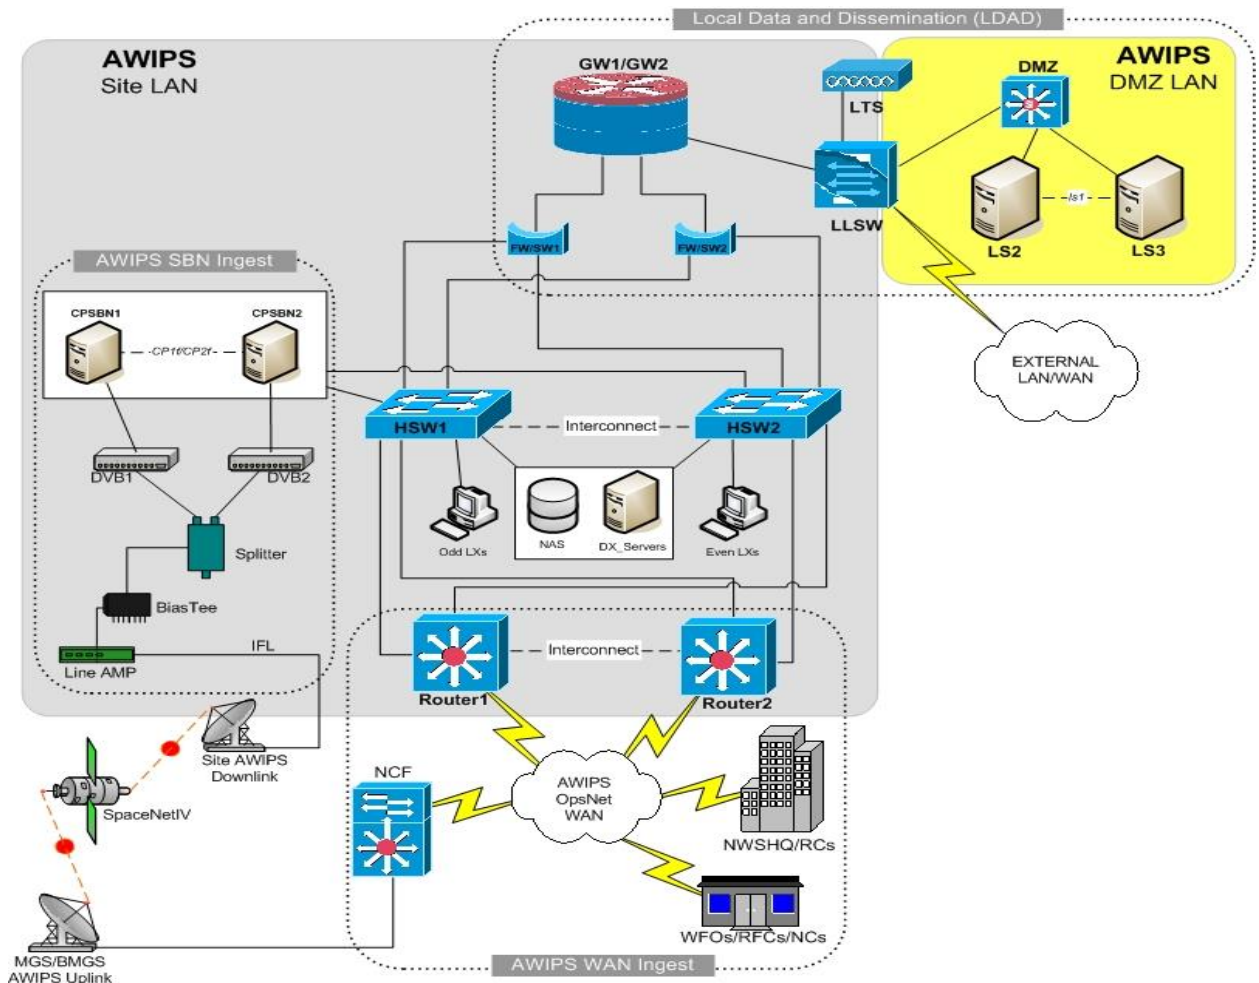 Local Data and Dissemination (LDAD)
AWIPS
Site LAN
GW1/GW2
LTS
DMZ
AWIPS
DMZ LAN
LLSW
LS2
ls1
LS3
FW/SW1
FW/SW2
EXTERNAL
LAN/WAN
AWIPS SBN Ingest
CPSBN1
CPSBN2
CP1f/CP2f
HSW1
Interconnect
HSW2
DVB1
DVB2
Odd LXs
NAS
DX_Servers
Even LXs
Splitter
BiasTee
IFL
Line AMP
Interconnect
Router1
Router2
Site AWIPS
Downlink
SpaceNetIV
NCF
AWIPS
OpsNet
WAN
NWSHQ/RCs
WFOs/RFCs/NCs
MGS/BMGS
AWIPS Uplink
AWIPS WAN Ingest